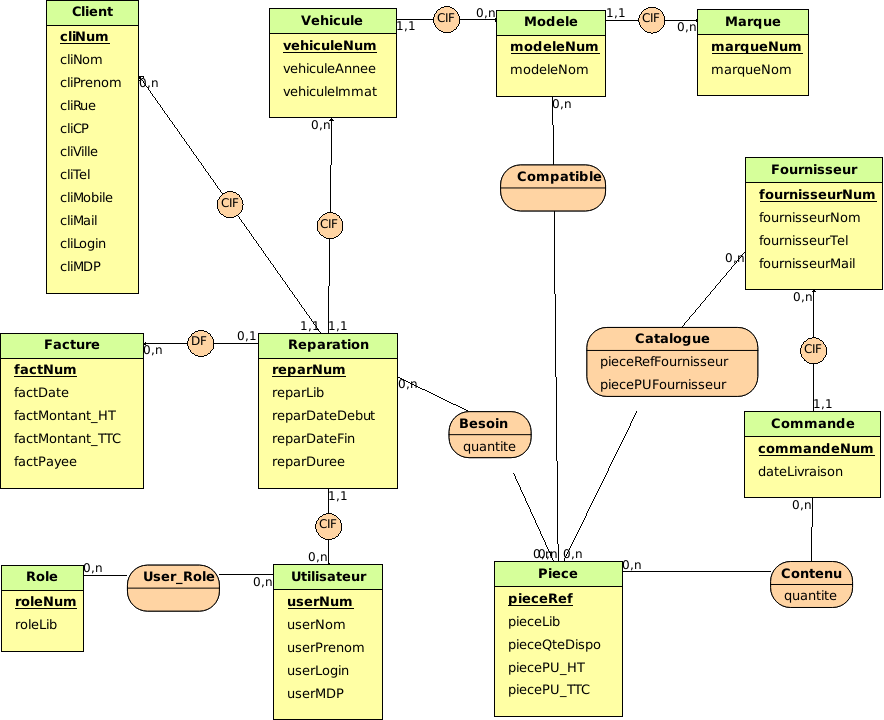 Client
cliNum
cliNom
cliPrenom
cliRue
cliCP
cliVille
cliTel
cliMobile
cliMail
cliLogin
cliMDP
0,n
CIF
1,1
Vehicule
vehiculeNum
vehiculeAnnee
vehiculeImmat
1,1
CIF
0,n
0,n
CIF
1,1
Modele
modeleNum
modeleNom
1,1
CIF
0,n
0,n
Marque
marqueNum
marqueNom
Compatible
Fournisseur
fournisseurNum
fournisseurNom
fournisseurTel
fournisseurMail
0,n
0,n
CIF
1,1
Catalogue
pieceRefFournisseur
piecePUFournisseur
Facture
factNum
factDate
factMontant_HT
factMontant_TTC
factPayee
0,n
DF
0,1
Reparation
reparNum
reparLib
reparDateDebut
reparDateFin
reparDuree
0,n
1,1
CIF
0,n
Besoin
quantite
Commande
commandeNum
dateLivraison
0,n
Role
roleNum
roleLib
0,n
User_Role
0,n
Utilisateur
userNum
userNom
userPrenom
userLogin
userMDP
0,n
0,n
Piece
pieceRef
pieceLib
pieceQteDispo
piecePU_HT
piecePU_TTC
0,n
Contenu
quantite